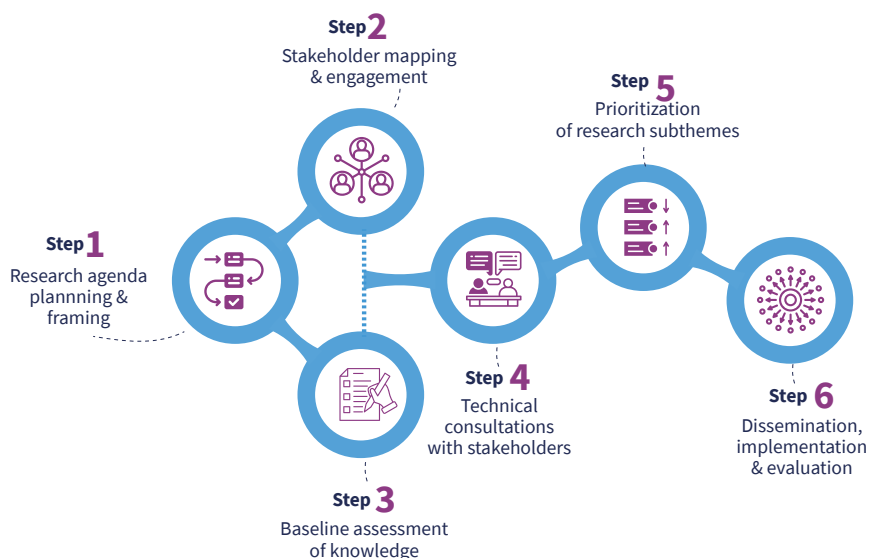 Step 1
Research agenda
plannning &
framing
Step 2
Stakeholder mapping
& engagement
Step 3
Baseline assessment
of knowledge
Step 4
Technical
consultations
with stakeholders
Step 5
Prioritization
of research subthemes
Step 6
Dissemination,
implementation
& evaluation